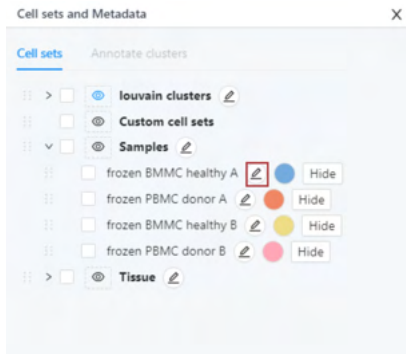 Cell sets and Metadata X
Cell sets Annotate clusters
louvain clusters
Custom cell sets
Samples
frozen BMMC healthy A Hide
frozen PBMC donor A Hide
frozen BMMC healthy B Hide
frozen PBMC donor B Hide
Tissue